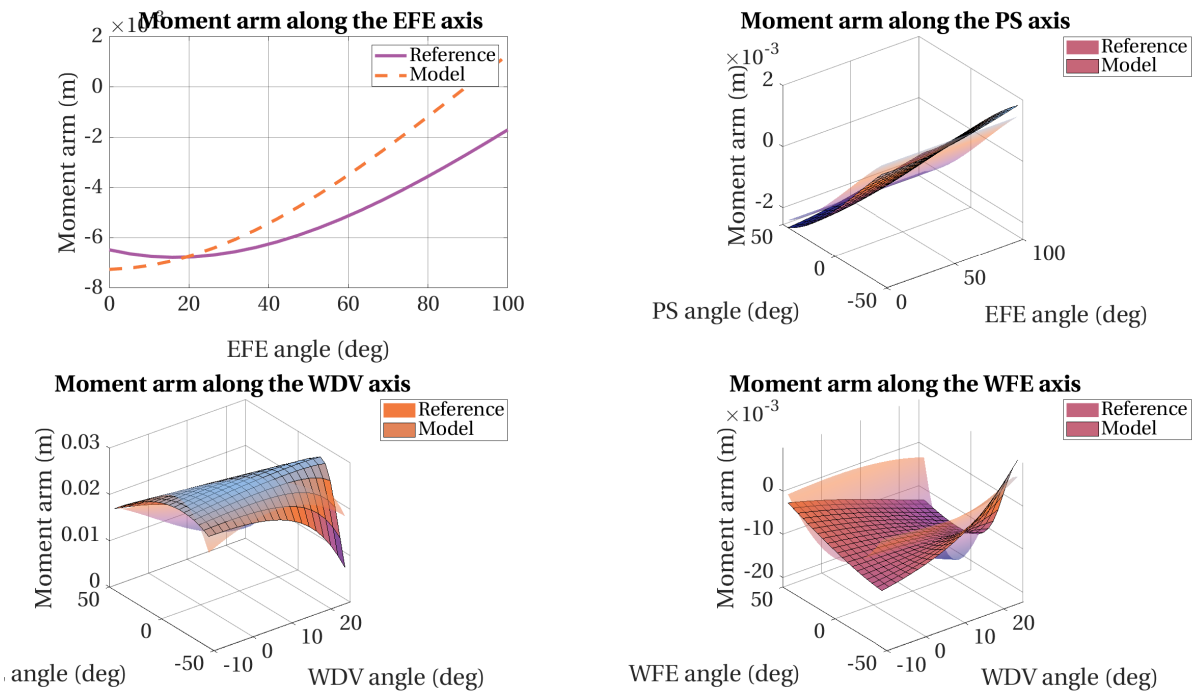 Moment arm along the EFE axis
Reference
Model
2
0
-2
-4
-6
-8
Moment arm (m)
0 20 40 60 80 100
EFE angle (deg)
Moment arm along the PS axis
×10⁻³
Reference
Model
2
0
-2
Moment arm (m)
50
0
-50
PS angle (deg)
0
50
100
EFE angle (deg)
Moment arm along the WDV axis
Reference
Model
0.03
0.02
0.01
0
Moment arm (m)
50
0
-50
angle (deg)
-10
0
10
20
WDV angle (deg)
Moment arm along the WFE axis
×10⁻³
Reference
Model
0
-10
-20
Moment arm (m)
50
0
-50
WFE angle (deg)
-10
0
10
20
WDV angle (deg)